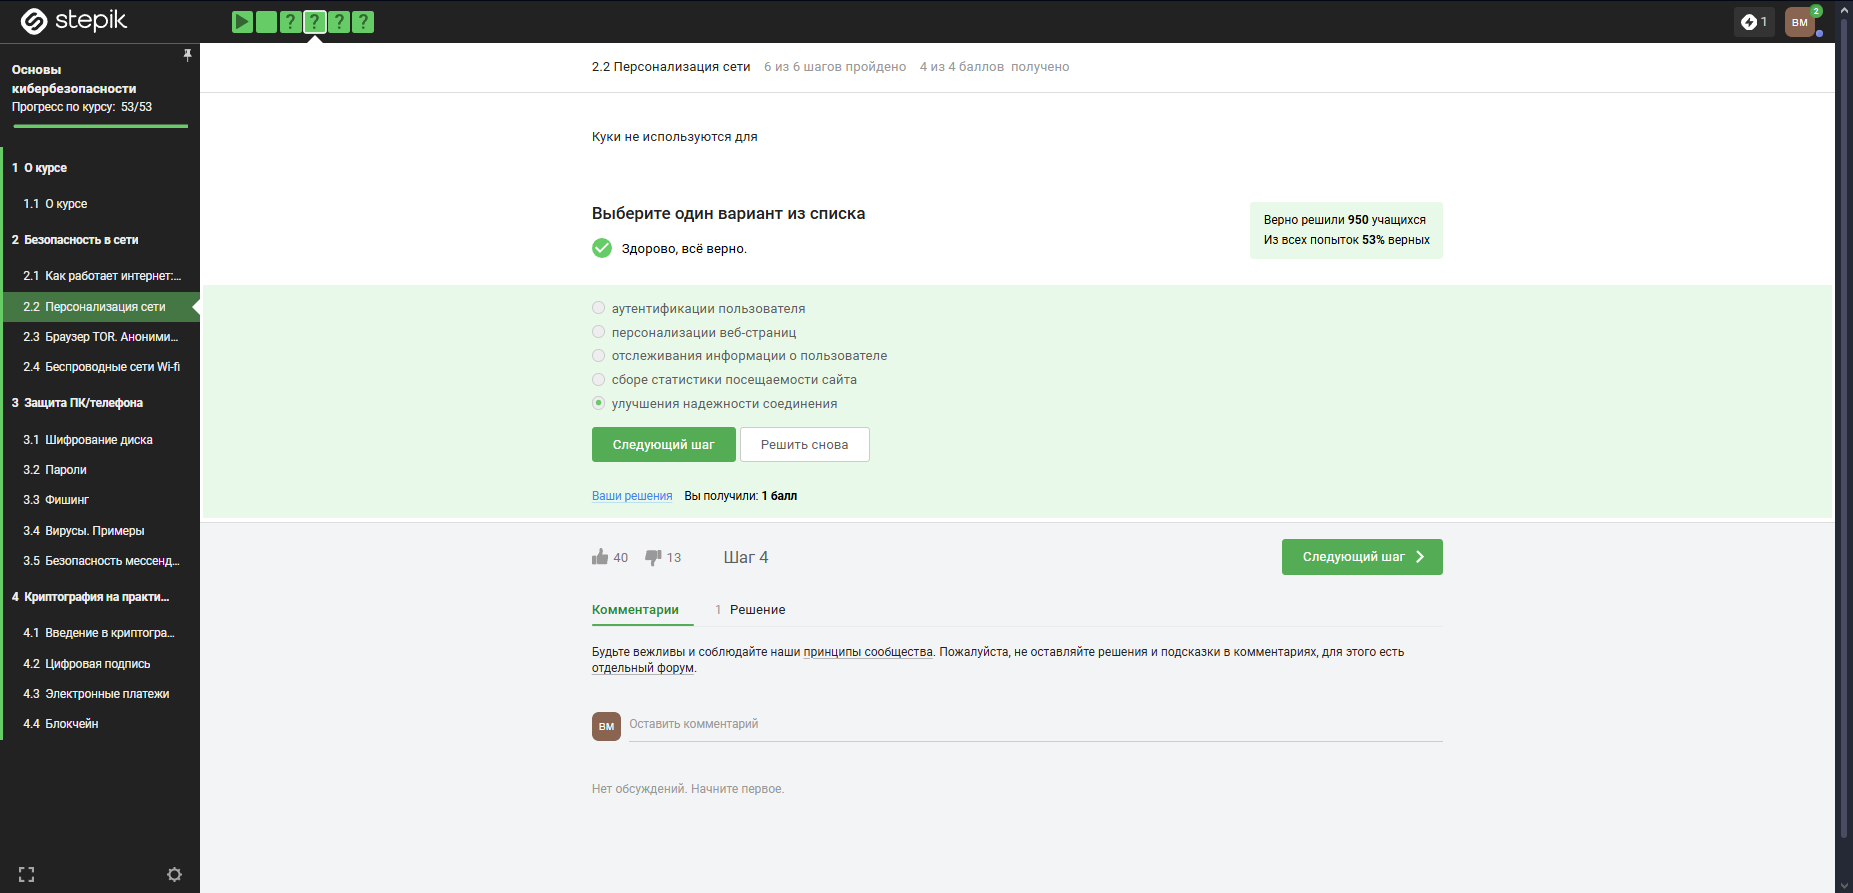 stepik
? ? ? ?
1
ВМ
2
Основы
кибербезопасности
Прогресс по курсу: 53/53
1 О курсе
1.1 О курсе
2 Безопасность в сети
2.1 Как работает интернет:...
2.2 Персонализация сети
2.3 Браузер TOR. Аноними...
2.4 Беспроводные сети Wi-fi
3 Защита ПК/телефона
3.1 Шифрование диска
3.2 Пароли
3.3 Фишинг
3.4 Вирусы. Примеры
3.5 Безопасность мессенд...
4 Криптография на практи...
4.1 Введение в криптогра...
4.2 Цифровая подпись
4.3 Электронные платежи
4.4 Блокчейн
2.2 Персонализация сети 6 из 6 шагов пройдено 4 из 4 баллов получено
Куки не используются для
Выберите один вариант из списка
Здорово, всё верно.
Верно решили 950 учащихся
Из всех попыток 53% верных
аутентификации пользователя
персонализации веб-страниц
отслеживания информации о пользователе
сборе статистики посещаемости сайта
улучшения надежности соединения
Следующий шаг Решить снова
Ваши решения Вы получили: 1 балл
40 13 Шаг 4 Следующий шаг
Комментарии 1 Решение
Будьте вежливы и соблюдайте наши принципы сообщества. Пожалуйста, не оставляйте решения и подсказки в комментариях, для этого есть
отдельный форум.
ВМ Оставить комментарий
Нет обсуждений. Начните первое.